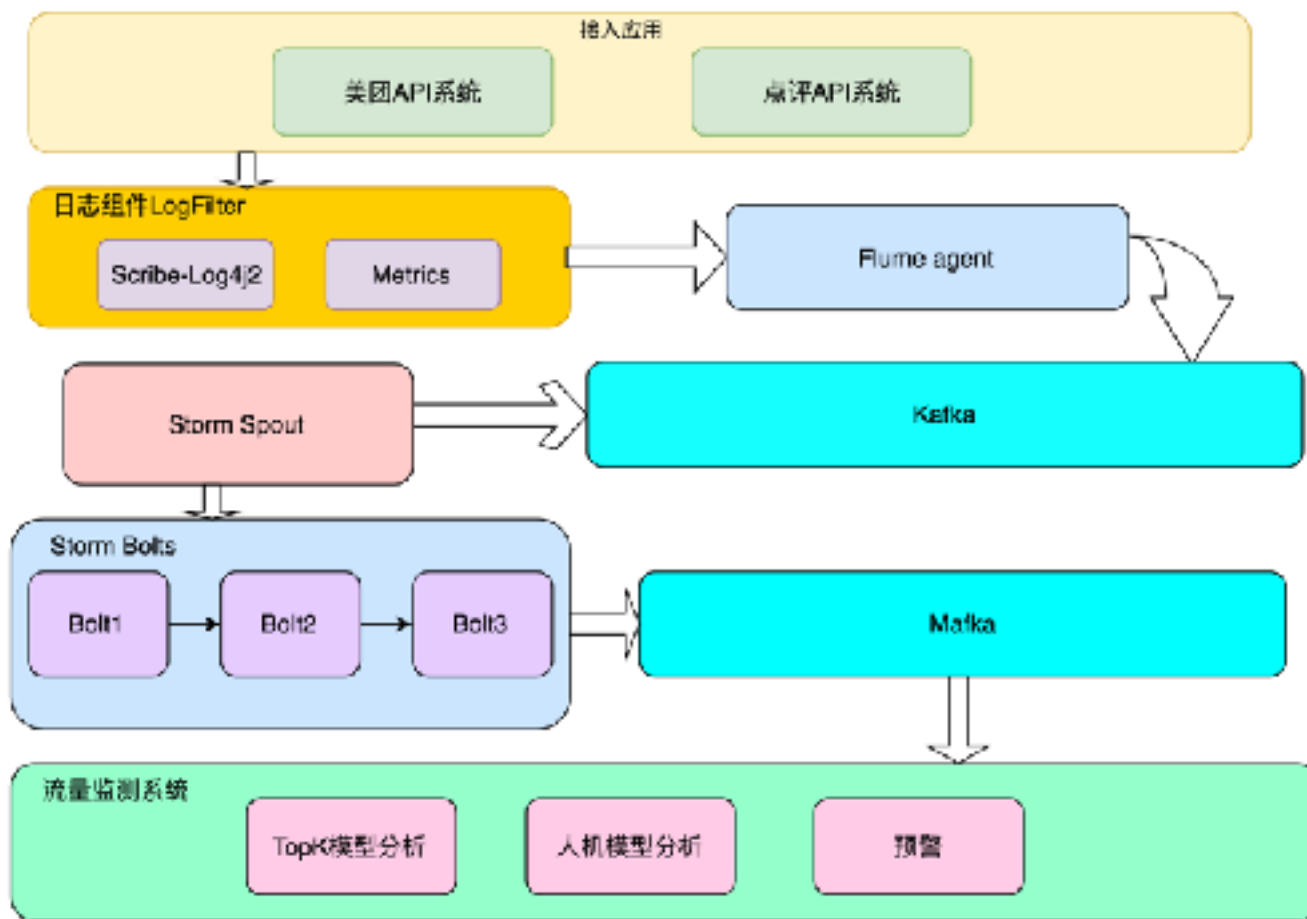 接入应用
美团API系统
点评API系统
日志组件LogFilter
Scribe-Log4j2
Metrics
Flume agent
Storm Spout
Kafka
Storm Bolts
Bolt1
Bolt2
Bolt3
Mafka
流量监测系统
TopK模型分析
人机模型分析
预警